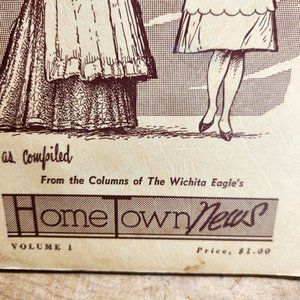 as Compiled
From the Columns of The Wichita Eagle's
Home Town News
VOLUME 1 Price, $1.00